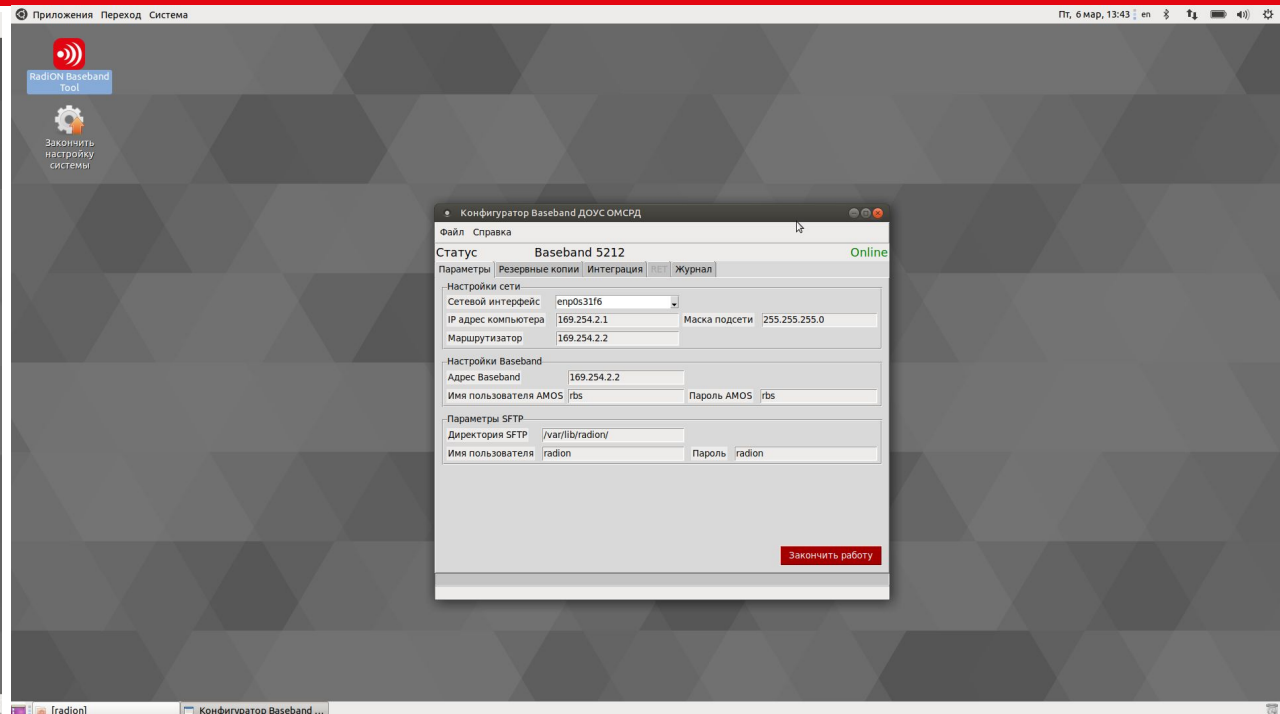 Приложения Переход Система
Пт, 6 мар, 13:43 en
RadiON Baseband
Tool
Закончить
настройку
системы
Конфигуратор Baseband ДОУС ОМСРД
Файл Справка
Статус Baseband 5212 Online
Параметры Резервные копии Интеграция RET Журнал
Настройки сети
Сетевой интерфейс enp0s31f6
IP адрес компьютера 169.254.2.1 Маска подсети 255.255.255.0
Маршрутизатор 169.254.2.2
Настройки Baseband
Адрес Baseband 169.254.2.2
Имя пользователя AMOS rbs Пароль AMOS rbs
Параметры SFTP
Директория SFTP /var/lib/radion/
Имя пользователя radion Пароль radion
Закончить работу
[radion] Конфигуратор Baseband ...